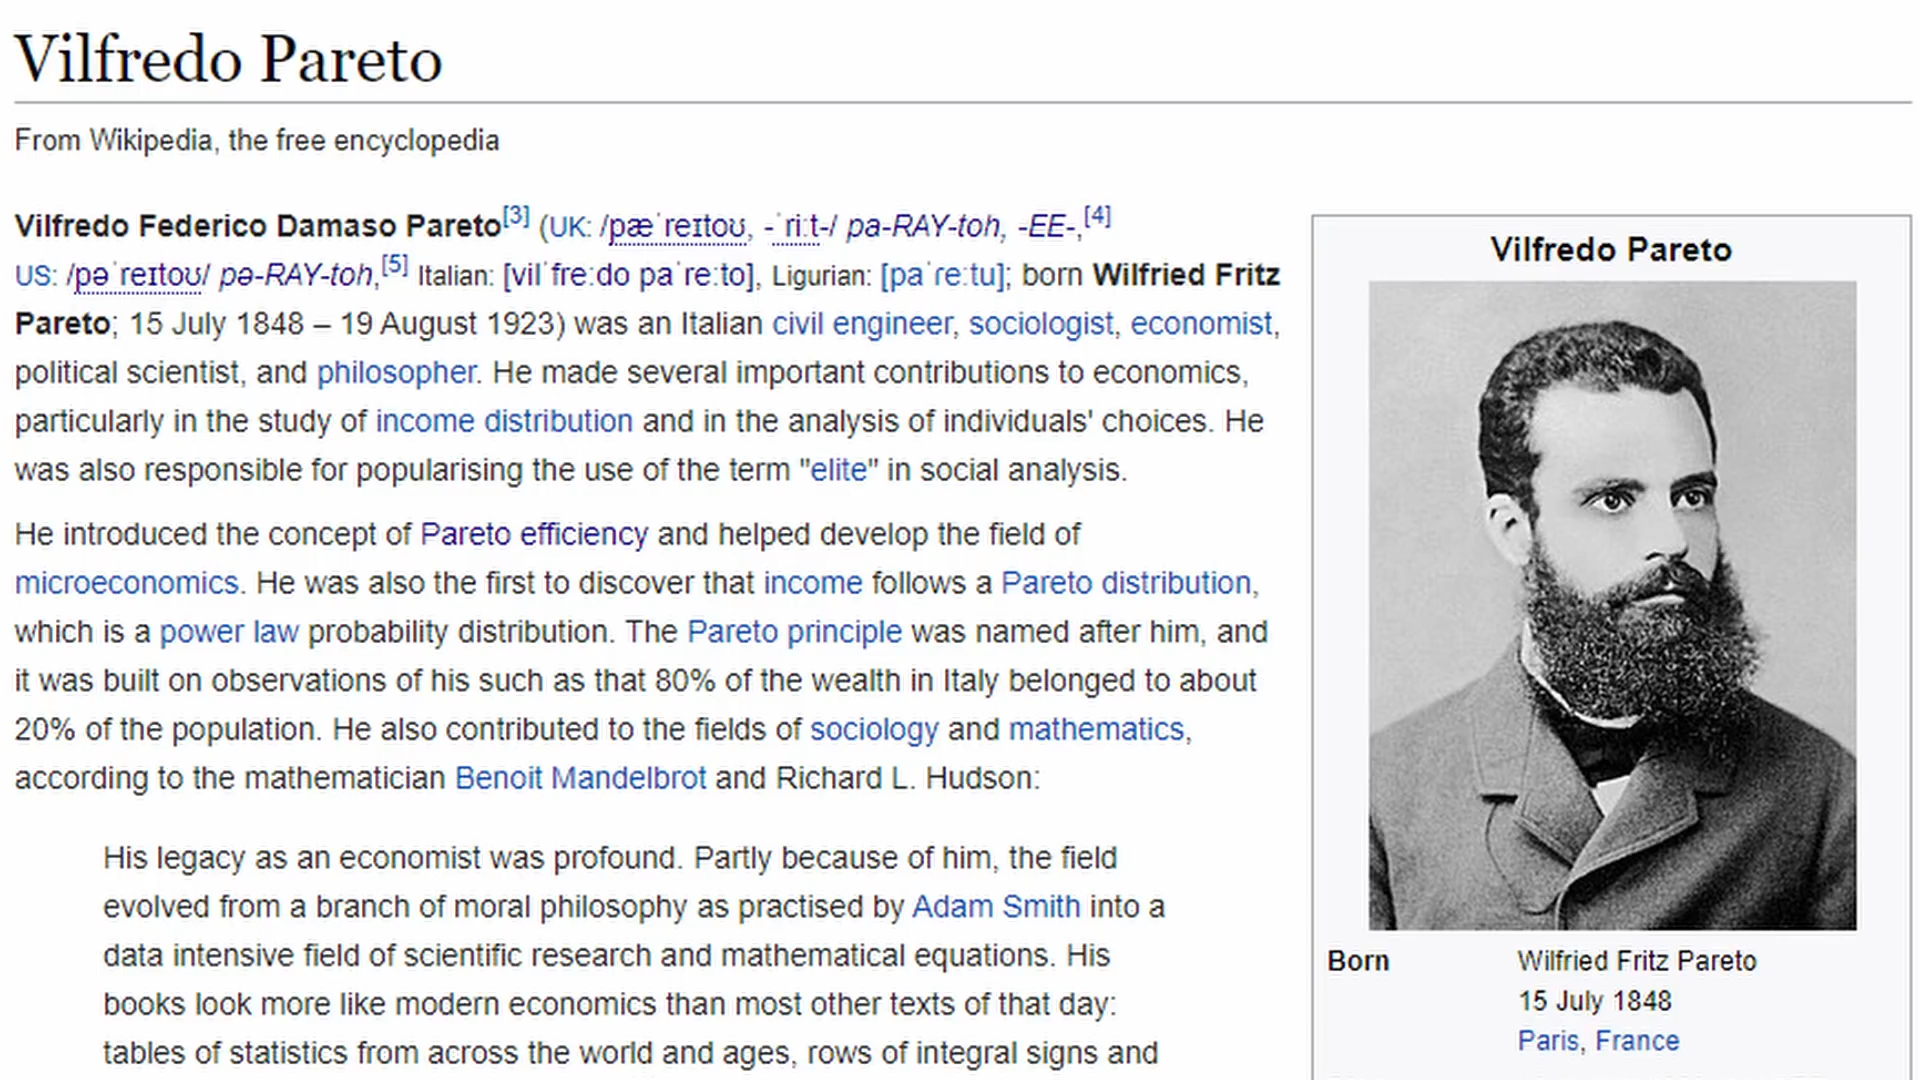 Vilfredo Pareto
From Wikipedia, the free encyclopedia
Vilfredo Federico Damaso Pareto[3] (UK: /pæˈreɪtoʊ, -ˈriːt-/ pa-RAY-toh, -EE-,[4]
US: /pəˈreɪtoʊ/ pə-RAY-toh,[5] Italian: [vilˈfreːdo paˈreːto], Ligurian: [paˈreːtu]; born Wilfried Fritz
Pareto; 15 July 1848 – 19 August 1923) was an Italian civil engineer, sociologist, economist,
political scientist, and philosopher. He made several important contributions to economics,
particularly in the study of income distribution and in the analysis of individuals' choices. He
was also responsible for popularising the use of the term "elite" in social analysis.
He introduced the concept of Pareto efficiency and helped develop the field of
microeconomics. He was also the first to discover that income follows a Pareto distribution,
which is a power law probability distribution. The Pareto principle was named after him, and
it was built on observations of his such as that 80% of the wealth in Italy belonged to about
20% of the population. He also contributed to the fields of sociology and mathematics,
according to the mathematician Benoit Mandelbrot and Richard L. Hudson:
His legacy as an economist was profound. Partly because of him, the field
evolved from a branch of moral philosophy as practised by Adam Smith into a
data intensive field of scientific research and mathematical equations. His
books look more like modern economics than most other texts of that day:
tables of statistics from across the world and ages, rows of integral signs and
Vilfredo Pareto
Born Wilfried Fritz Pareto
15 July 1848
Paris, France